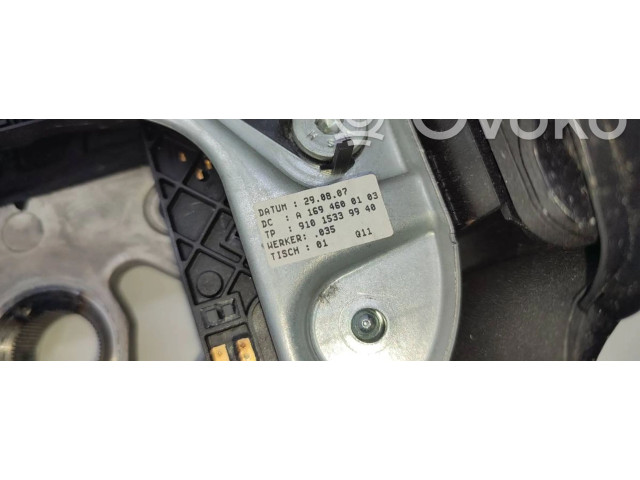 Ovoko
DATUM : 29.08.07
DC : A 169 460 01 03
TP : 910 1533 99 40
WERKER: .035
TISCH : 01 Q11